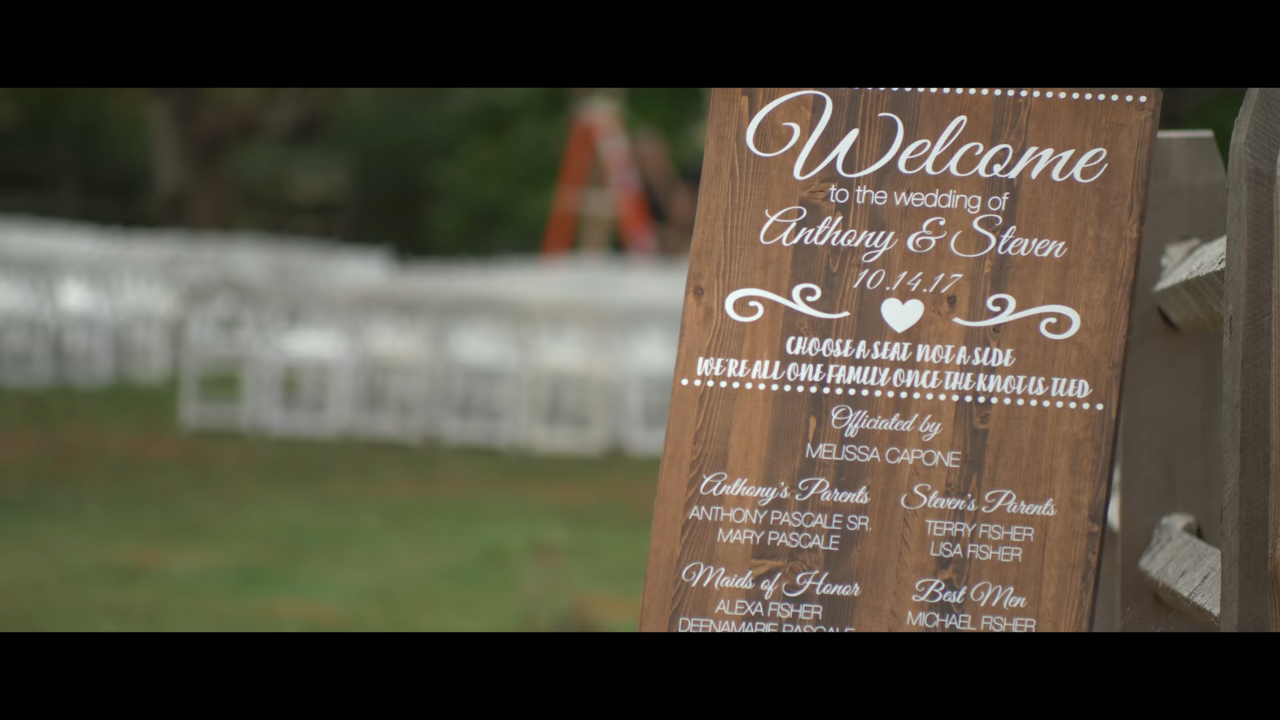 Welcome
to the wedding of
Anthony & Steven
10.14.17
CHOOSE A SEAT NOT A SIDE
WE'RE ALL ONE FAMILY ONCE THE KNOT IS TIED
Officiated by
MELISSA CAPONE
Anthony's Parents
ANTHONY PASCALE SR.
MARY PASCALE
Steven's Parents
TERRY FISHER
LISA FISHER
Maids of Honor
ALEXA FISHER
DEENAMARIE PASCALE
Best Men
MICHAEL FISHER